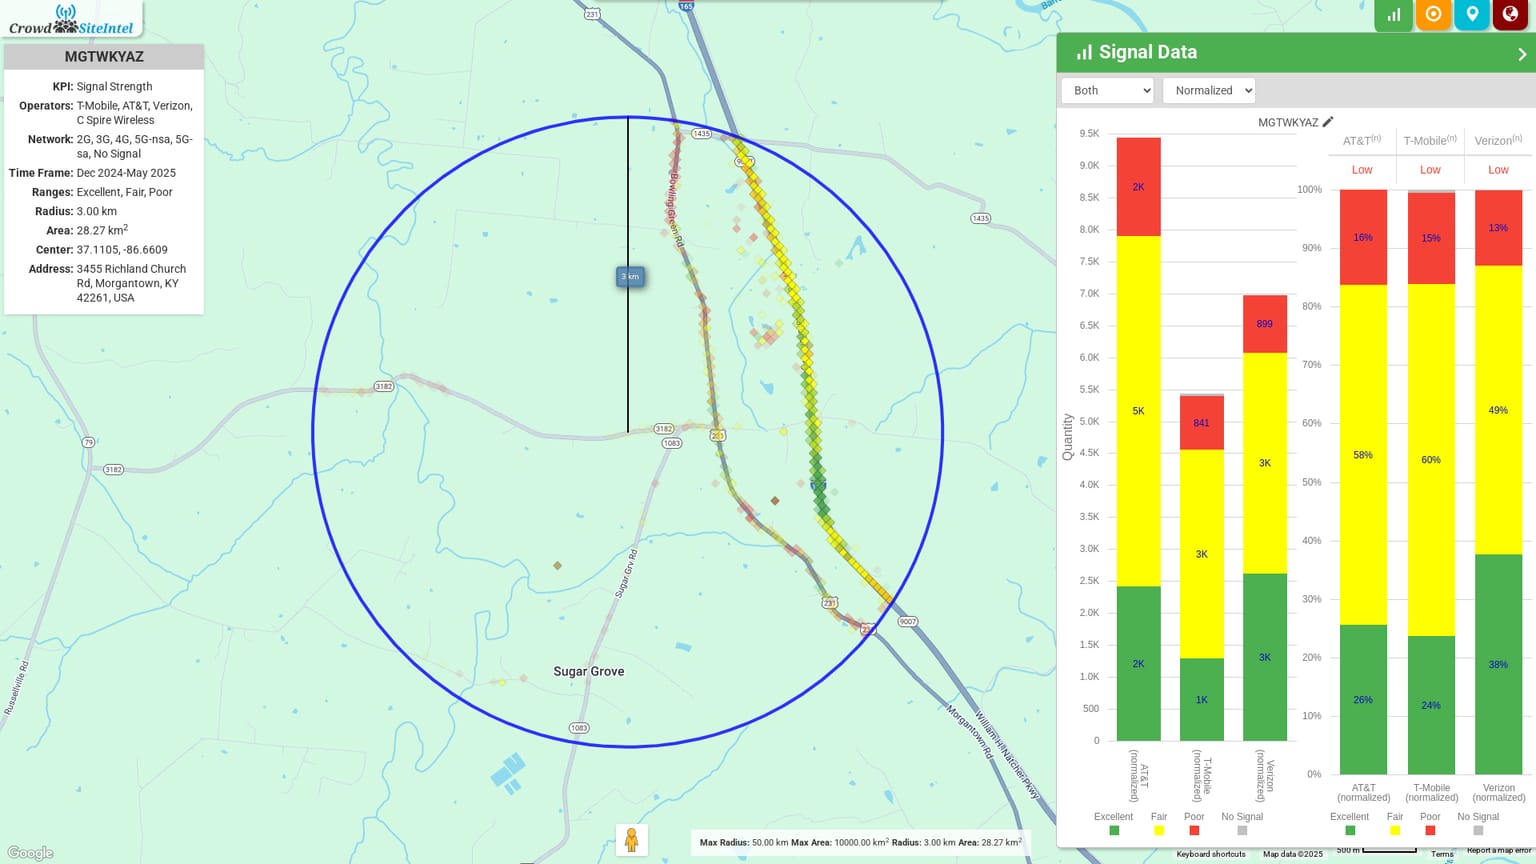 Crowd SiteIntel
MGTWKYAZ
KPI: Signal Strength
Operators: T-Mobile, AT&T, Verizon,
C Spire Wireless
Network: 2G, 3G, 4G, 5G-nsa, 5G-
sa, No Signal
Time Frame: Dec 2024-May 2025
Ranges: Excellent, Fair, Poor
Radius: 3.00 km
Area: 28.27 km2
Center: 37.1105, -86.6609
Address: 3455 Richland Church
Rd, Morgantown, KY
42261, USA
231
165
1435
Bowling Green Rd
1435
3 km
3182
3182
1083
231
79
3182
Sugar Grv Rd
231
9007
Sugar Grove
Russellville Rd
1083
Morgantown Rd
William H Natcher Pkwy
Google
Max Radius: 50.00 km Max Area: 10000.00 km2 Radius: 3.00 km Area: 28.27 km2
Keyboard shortcuts
Map data ©2025
500 m
Terms
Report a map error
Signal Data
Both
Normalized
MGTWKYAZ
Quantity
9.5K
9.0K
8.5K
8.0K
7.5K
7.0K
6.5K
6.0K
5.5K
5.0K
4.5K
4.0K
3.5K
3.0K
2.5K
2.0K
1.5K
1.0K
500
0
2K
5K
2K
841
3K
1K
899
3K
3K
AT&T
(normalized)
T-Mobile
(normalized)
Verizon
(normalized)
Excellent
Fair
Poor
No Signal
AT&T(n)
T-Mobile(n)
Verizon(n)
Low
Low
Low
100%
90%
80%
70%
60%
50%
40%
30%
20%
10%
0%
16%
58%
26%
15%
60%
24%
13%
49%
38%
AT&T
(normalized)
T-Mobile
(normalized)
Verizon
(normalized)
Excellent
Fair
Poor
No Signal